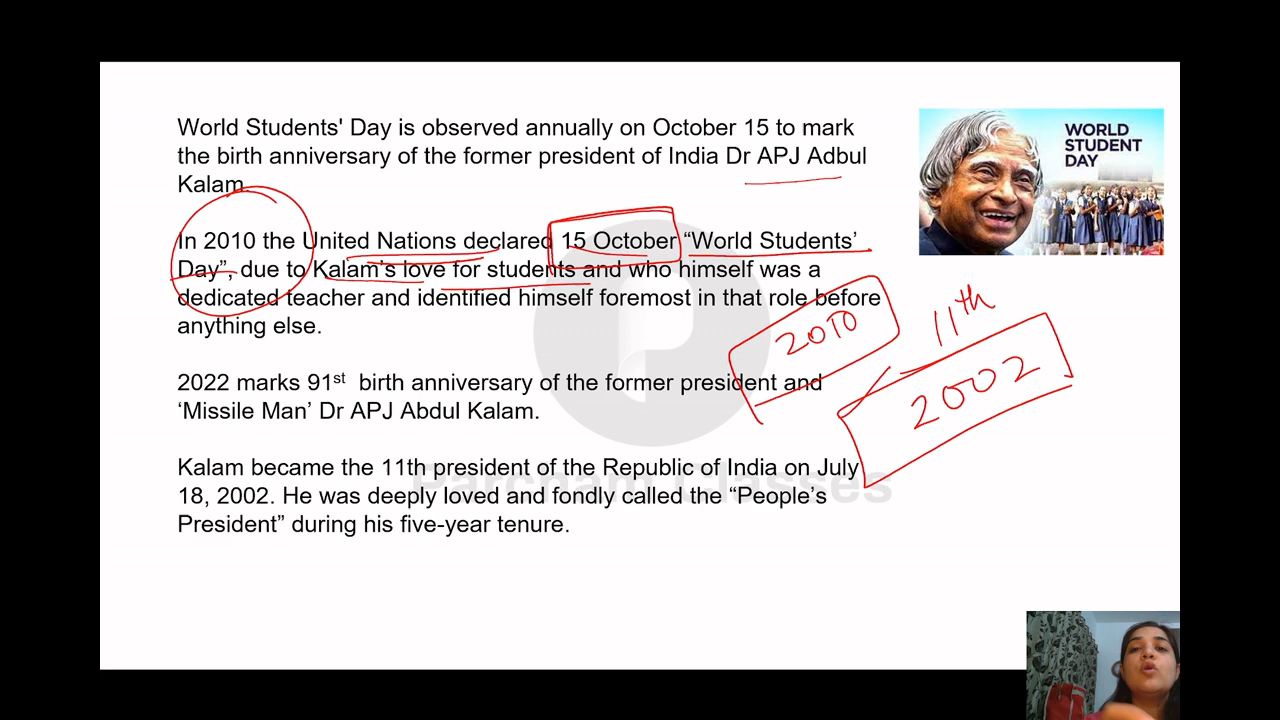 World Students' Day is observed annually on October 15 to mark
the birth anniversary of the former president of India Dr APJ Adbul
Kalam.
WORLD
STUDENT
DAY
In 2010 the United Nations declared 15 October “World Students’
Day”, due to Kalam’s love for students and who himself was a
dedicated teacher and identified himself foremost in that role before
anything else.
2010
11th
2002
2022 marks 91st birth anniversary of the former president and
‘Missile Man’ Dr APJ Abdul Kalam.
Kalam became the 11th president of the Republic of India on July
18, 2002. He was deeply loved and fondly called the “People’s
President” during his five-year tenure.
Parcham Classes